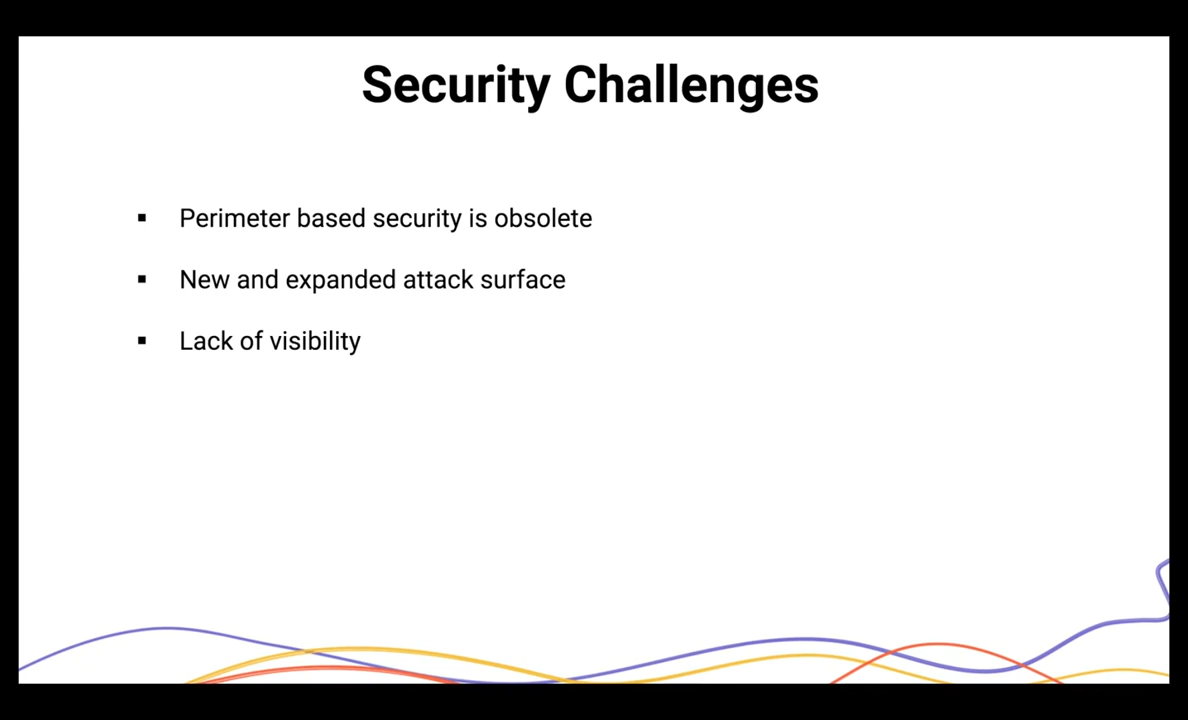 Security Challenges
▪ Perimeter based security is obsolete
▪ New and expanded attack surface
▪ Lack of visibility